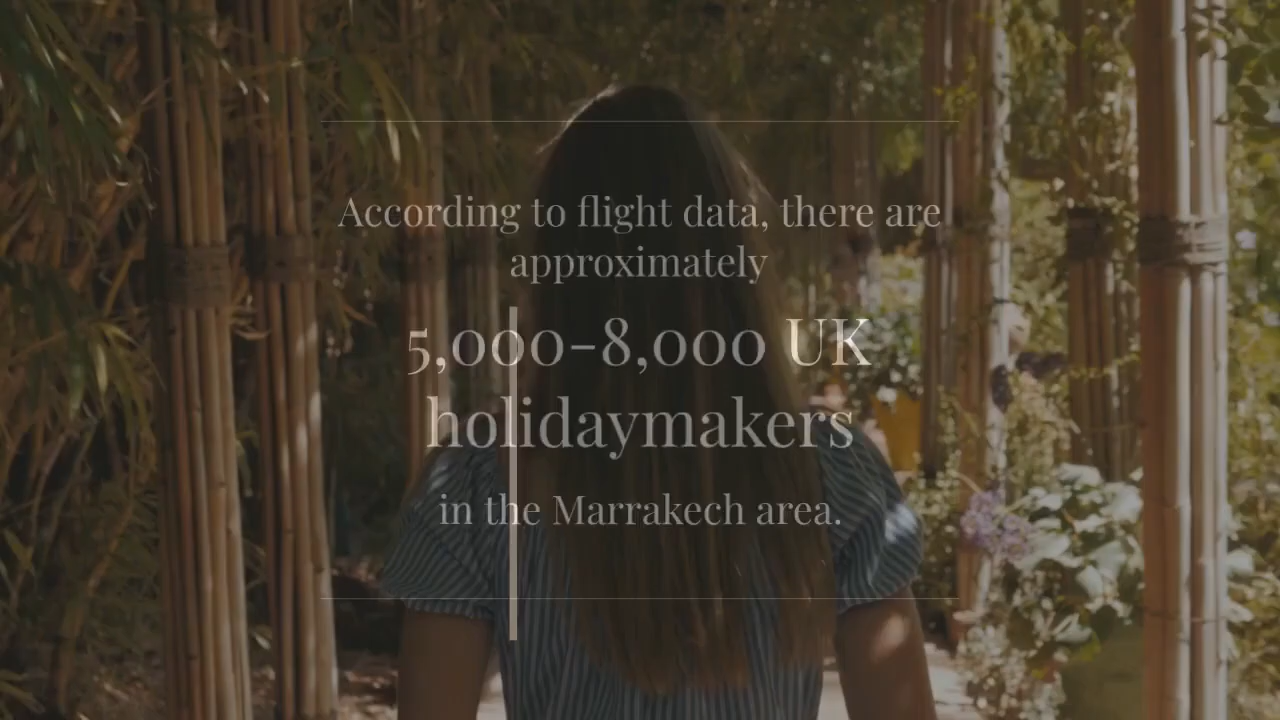 According to flight data, there are
approximately
5,000-8,000 UK
holidaymakers
in the Marrakech area.